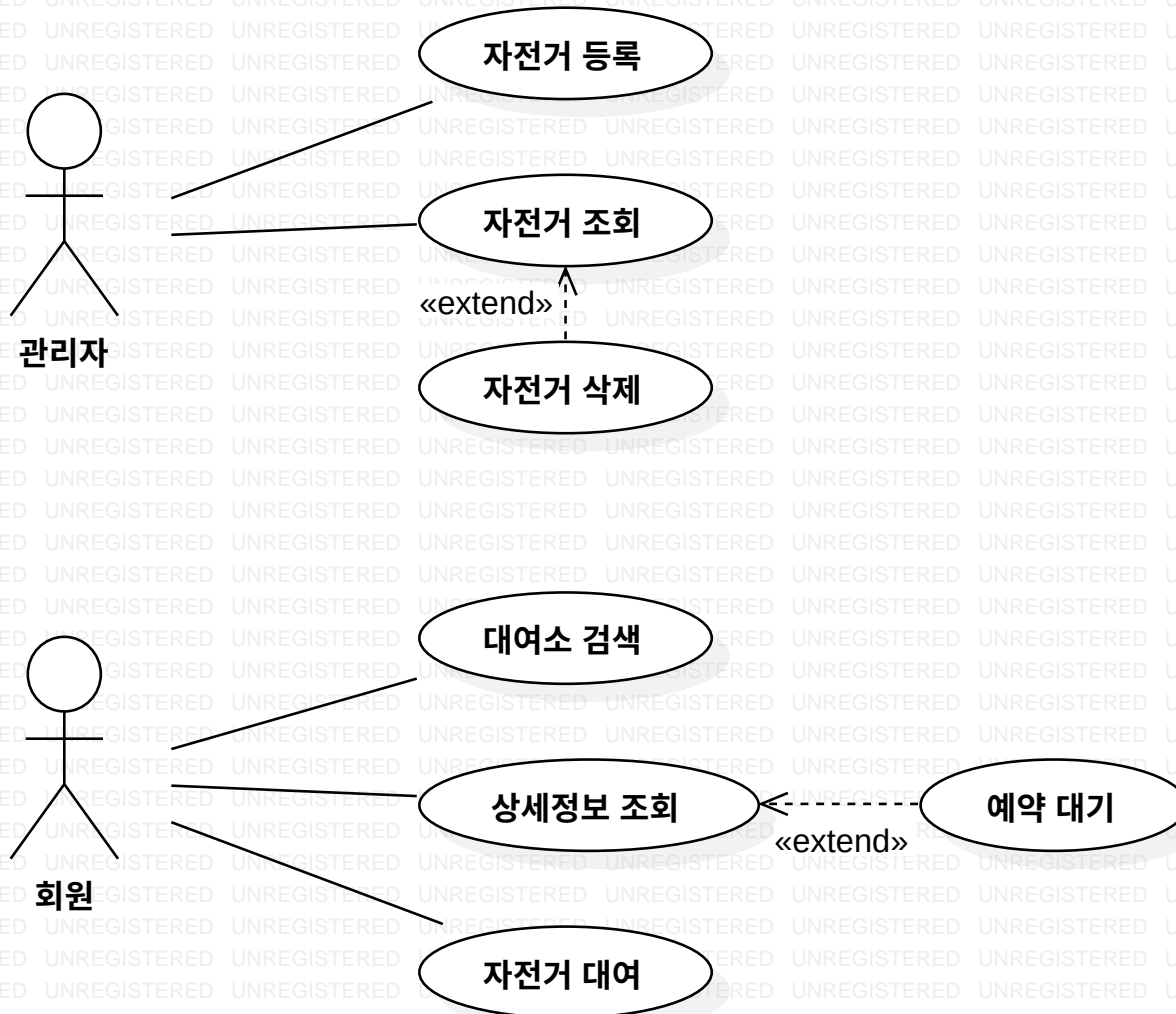 자전거 등록
자전거 조회
«extend»
관리자
자전거 삭제
대여소 검색
상세정보 조회
예약 대기
«extend»
회원
자전거 대여
UNREGISTERED